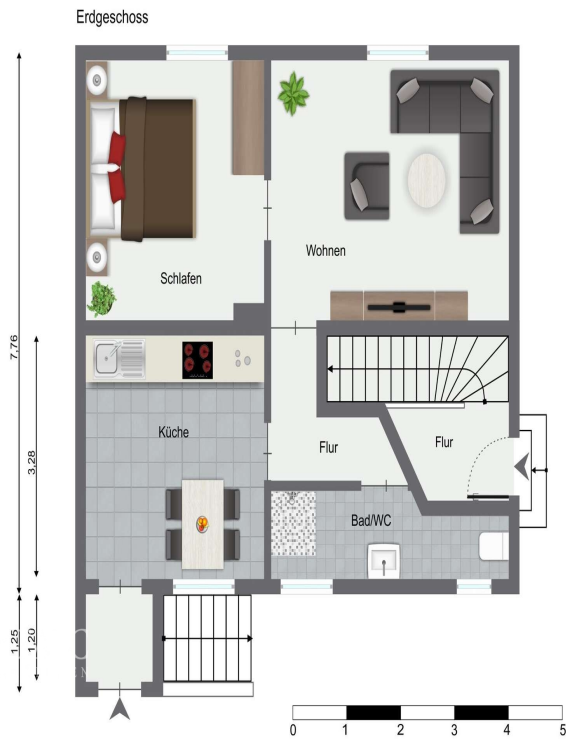 Erdgeschoss
Schlafen
Wohnen
7,76
3,28
Küche
Flur
Flur
Bad/WC
1,25
1,20
0 1 2 3 4 5